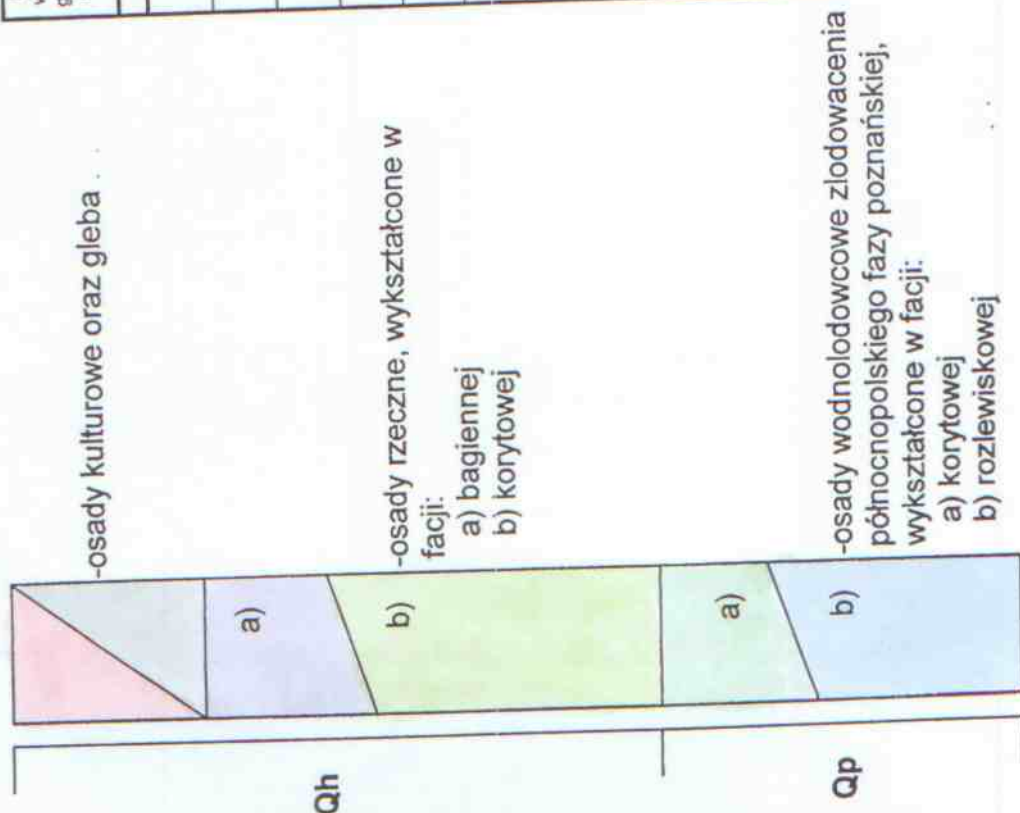 -osady kulturowe oraz gleba
-osady rzeczne, wykształcone w
facji:
a) bagiennej
b) korytowej
-osady wodnolodowcowe zlodowacenia
północnopolskiego fazy poznańskiej,
wykształcone w facji:
a) korytowej
b) rozlewiskowej
a)
b)
a)
b)
Qh
Qp